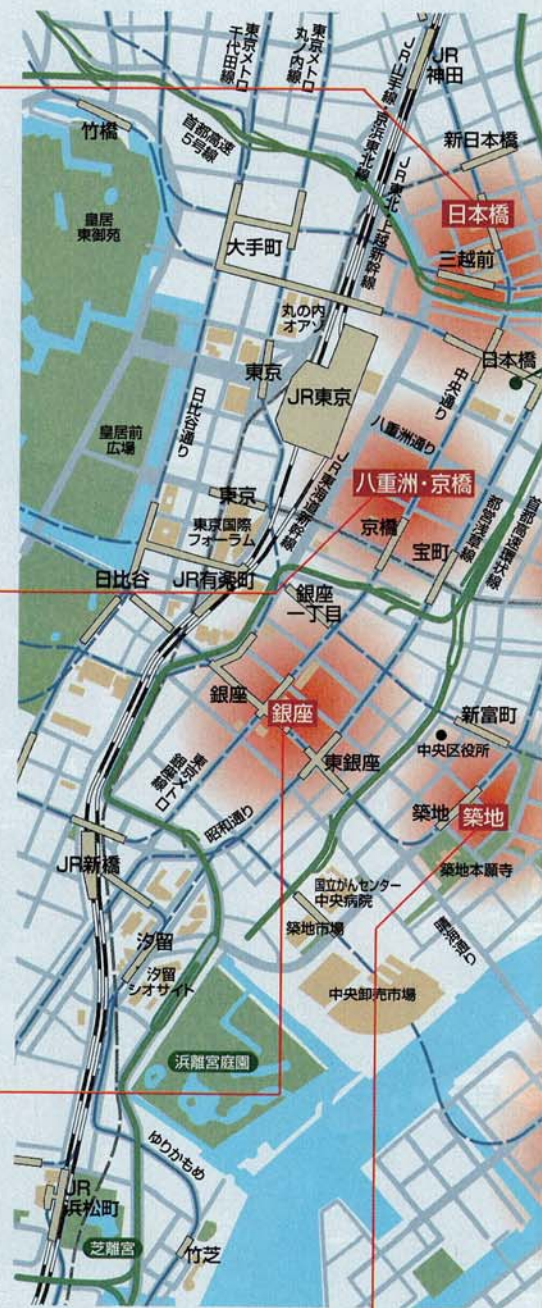 東京メトロ
千代田線
東京メトロ
丸ノ内線
JR山手線・京浜東北線
JR東北・上越新幹線
JR
神田
竹橋
首都高速
5号線
新日本橋
日本橋
皇居
東御苑
大手町
三越前
丸の内
オアゾ
日本橋
東京
JR東京
中央通り
日比谷通り
八重洲通り
皇居前
広場
八重洲・京橋
東京
JR東海道新幹線
京橋
都営浅草線
首都高速環状線
東京国際
フォーラム
宝町
日比谷
JR有楽町
銀座
一丁目
銀座
銀座
新富町
中央区役所
東銀座
東京メトロ
銀座線
築地
築地
昭和通り
築地本願寺
JR新橋
国立がんセンター
中央病院
築地市場
晴海通り
汐留
汐留
シオサイト
中央卸売市場
浜離宮庭園
ゆりかもめ
JR
浜松町
芝離宮
竹芝